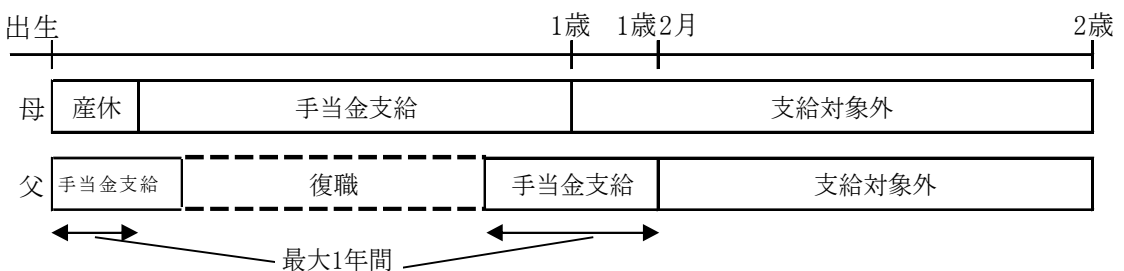 出生 1歳 1歳2月 2歳
母 産休 手当金支給 支給対象外
父 手当金支給 復職 手当金支給 支給対象外
最大1年間